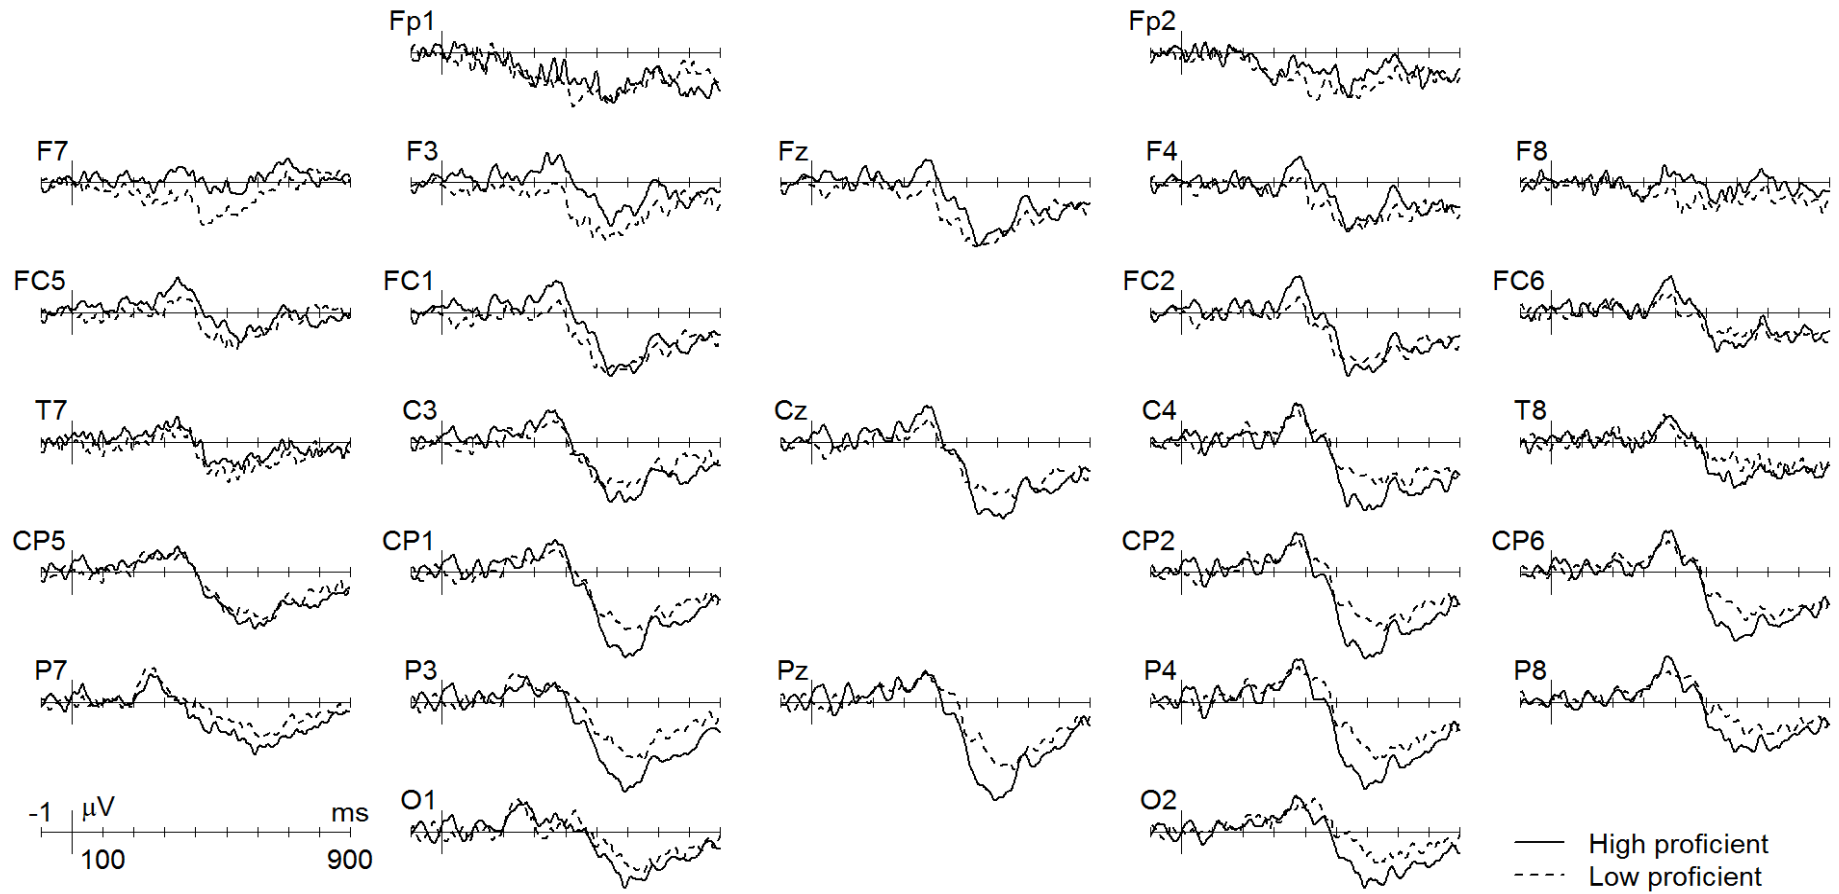 Fp1 Fp2
F7 F3 Fz F4 F8
FC5 FC1 FC2 FC6
T7 C3 Cz C4 T8
CP5 CP1 CP2 CP6
P7 P3 Pz P4 P8
O1 O2
-1 µV ms
100 900
High proficient
Low proficient